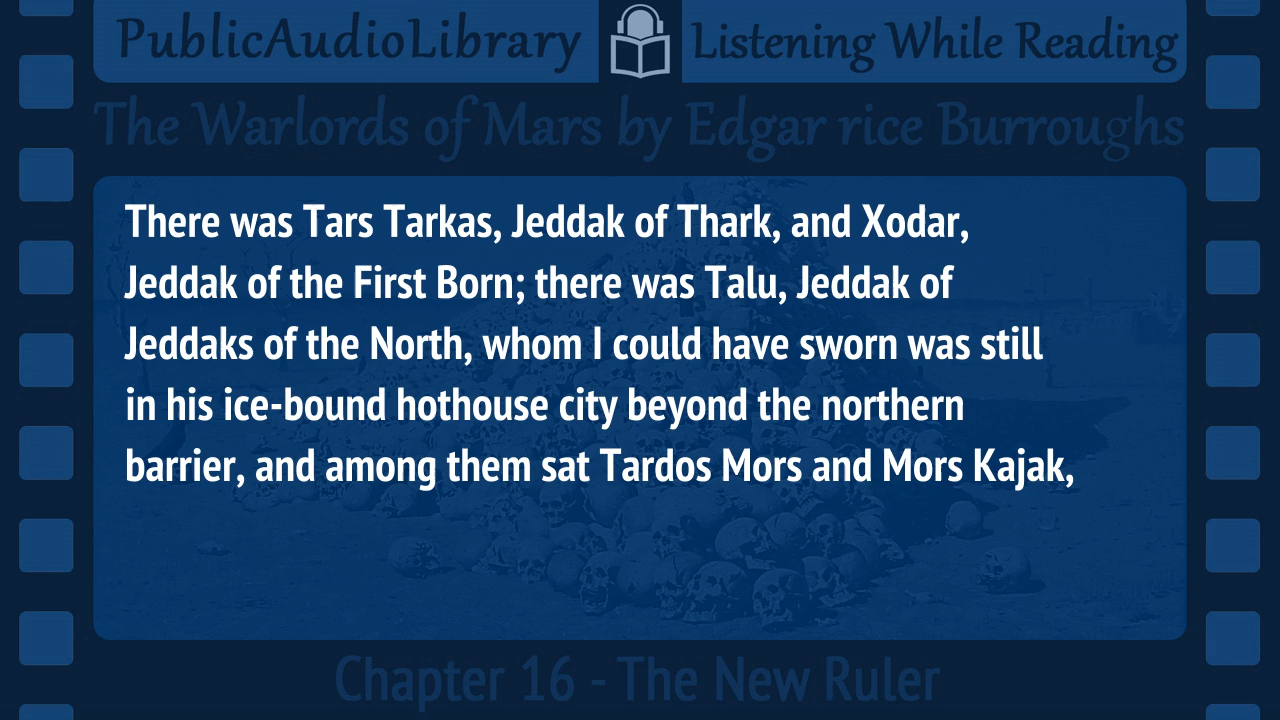 PublicAudioLibrary
Listening While Reading
The Warlords of Mars by Edgar rice Burroughs
There was Tars Tarkas, Jeddak of Thark, and Xodar,
Jeddak of the First Born; there was Talu, Jeddak of
Jeddaks of the North, whom I could have sworn was still
in his ice-bound hothouse city beyond the northern
barrier, and among them sat Tardos Mors and Mors Kajak,
Chapter 16 - The New Ruler